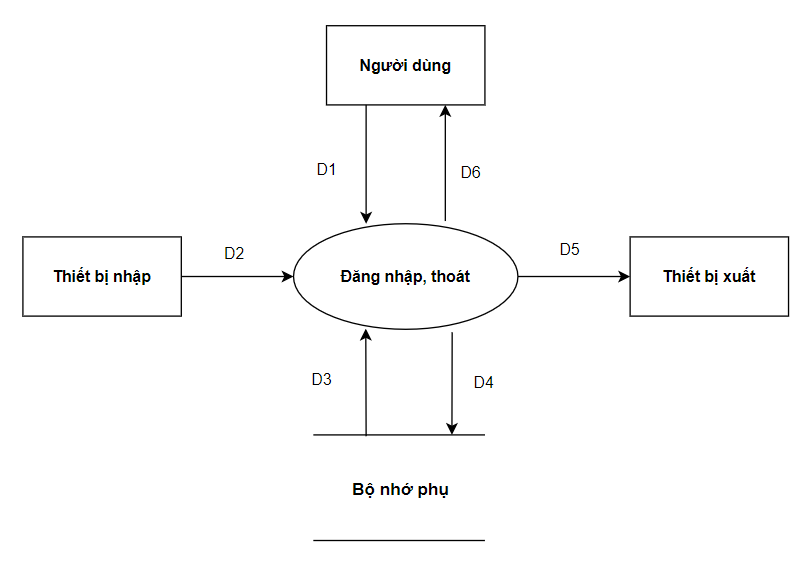 Người dùng
D1
D6
Thiết bị nhập
D2
Đăng nhập, thoát
D5
Thiết bị xuất
D3
D4
Bộ nhớ phụ